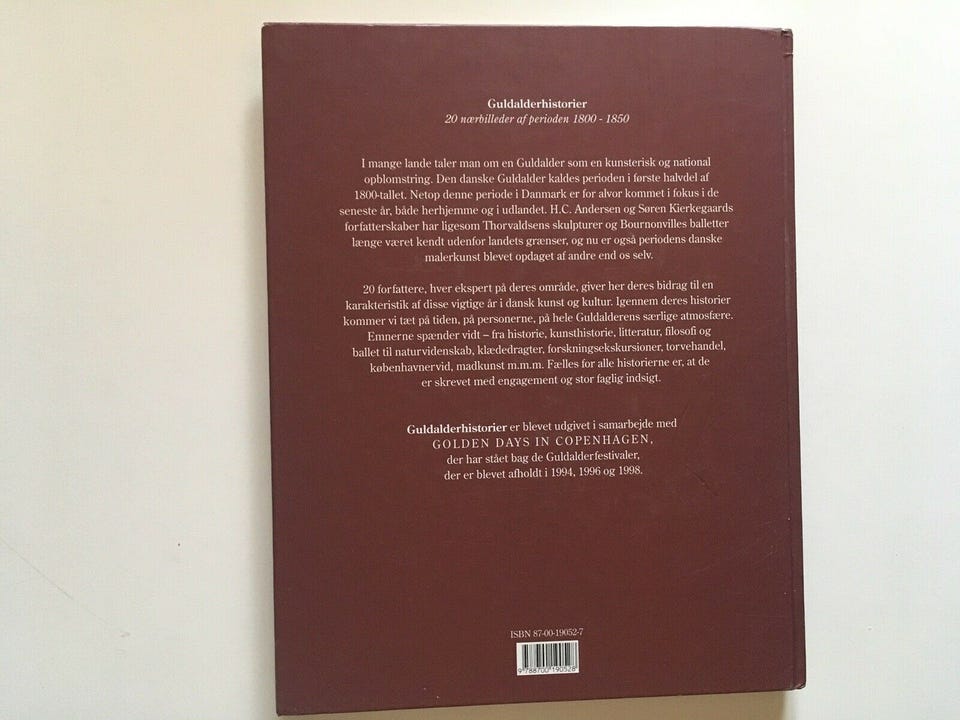 Guldalderhistorier
20 nærbilleder af perioden 1800 - 1850
I mange lande taler man om en Guldalder som en kunsterisk og national
opblomstring. Den danske Guldalder kaldes perioden i første halvdel af
1800-tallet. Netop denne periode i Danmark er for alvor kommet i fokus i de
seneste år, både herhjemme og i udlandet. H.C. Andersen og Søren Kierkegaards
forfatterskaber har ligesom Thorvaldsens skulpturer og Bournonvilles balletter
længe været kendt udenfor landets grænser, og nu er også periodens danske
malerkunst blevet opdaget af andre end os selv.
20 forfattere, hver ekspert på deres område, giver her deres bidrag til en
karakteristik af disse vigtige år i dansk kunst og kultur. Igennem deres historier
kommer vi tæt på tiden, på personerne, på hele Guldalderens særlige atmosfære.
Emnerne spænder vidt – fra historie, kunsthistorie, litteratur, filosofi og
ballet til naturvidenskab, klædedragter, forskningsekskursioner, torvehandel,
københavnervid, madkunst m.m.m. Fælles for alle historierne er, at de
er skrevet med engagement og stor faglig indsigt.
Guldalderhistorier er blevet udgivet i samarbejde med
GOLDEN DAYS IN COPENHAGEN,
der har stået bag de Guldalderfestivaler,
der er blevet afholdt i 1994, 1996 og 1998.
ISBN 87-00-19052-7
9 788700 190528